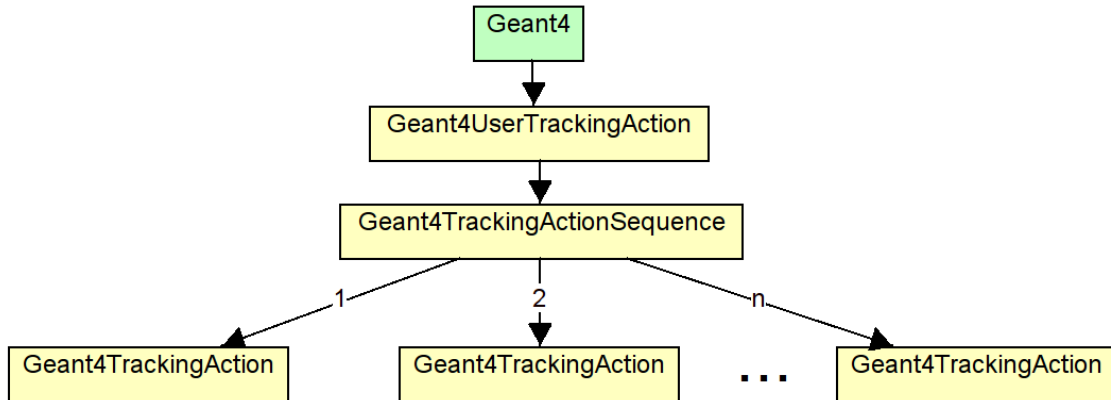 Geant4
Geant4UserTrackingAction
Geant4TrackingActionSequence
1 2 n
Geant4TrackingAction Geant4TrackingAction ... Geant4TrackingAction